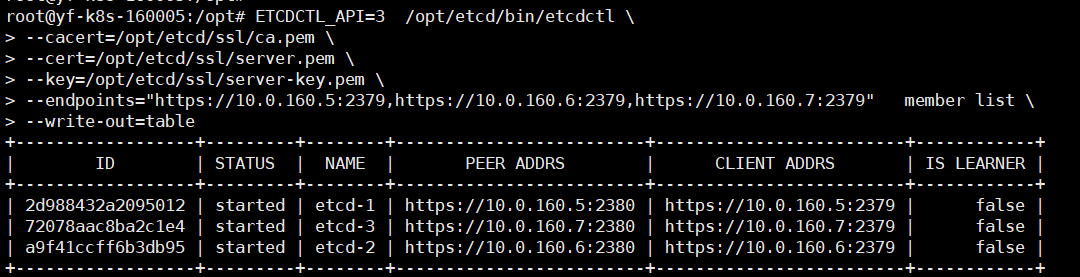 root@yf-k8s-160005:/opt# ETCDCTL_API=3  /opt/etcd/bin/etcdctl \
> --cacert=/opt/etcd/ssl/ca.pem \
> --cert=/opt/etcd/ssl/server.pem \
> --key=/opt/etcd/ssl/server-key.pem \
> --endpoints="https://10.0.160.5:2379,https://10.0.160.6:2379,https://10.0.160.7:2379"   member list \
> --write-out=table
+------------------+---------+--------+-------------------------+-------------------------+------------+
|        ID        | STATUS  |  NAME  |       PEER ADDRS        |      CLIENT ADDRS       | IS LEARNER |
+------------------+---------+--------+-------------------------+-------------------------+------------+
| 2d988432a2095012 | started | etcd-1 | https://10.0.160.5:2380 | https://10.0.160.5:2379 |      false |
| 72078aac8ba2c1e4 | started | etcd-3 | https://10.0.160.7:2380 | https://10.0.160.7:2379 |      false |
| a9f41ccff6b3db95 | started | etcd-2 | https://10.0.160.6:2380 | https://10.0.160.6:2379 |      false |
+------------------+---------+--------+-------------------------+-------------------------+------------+